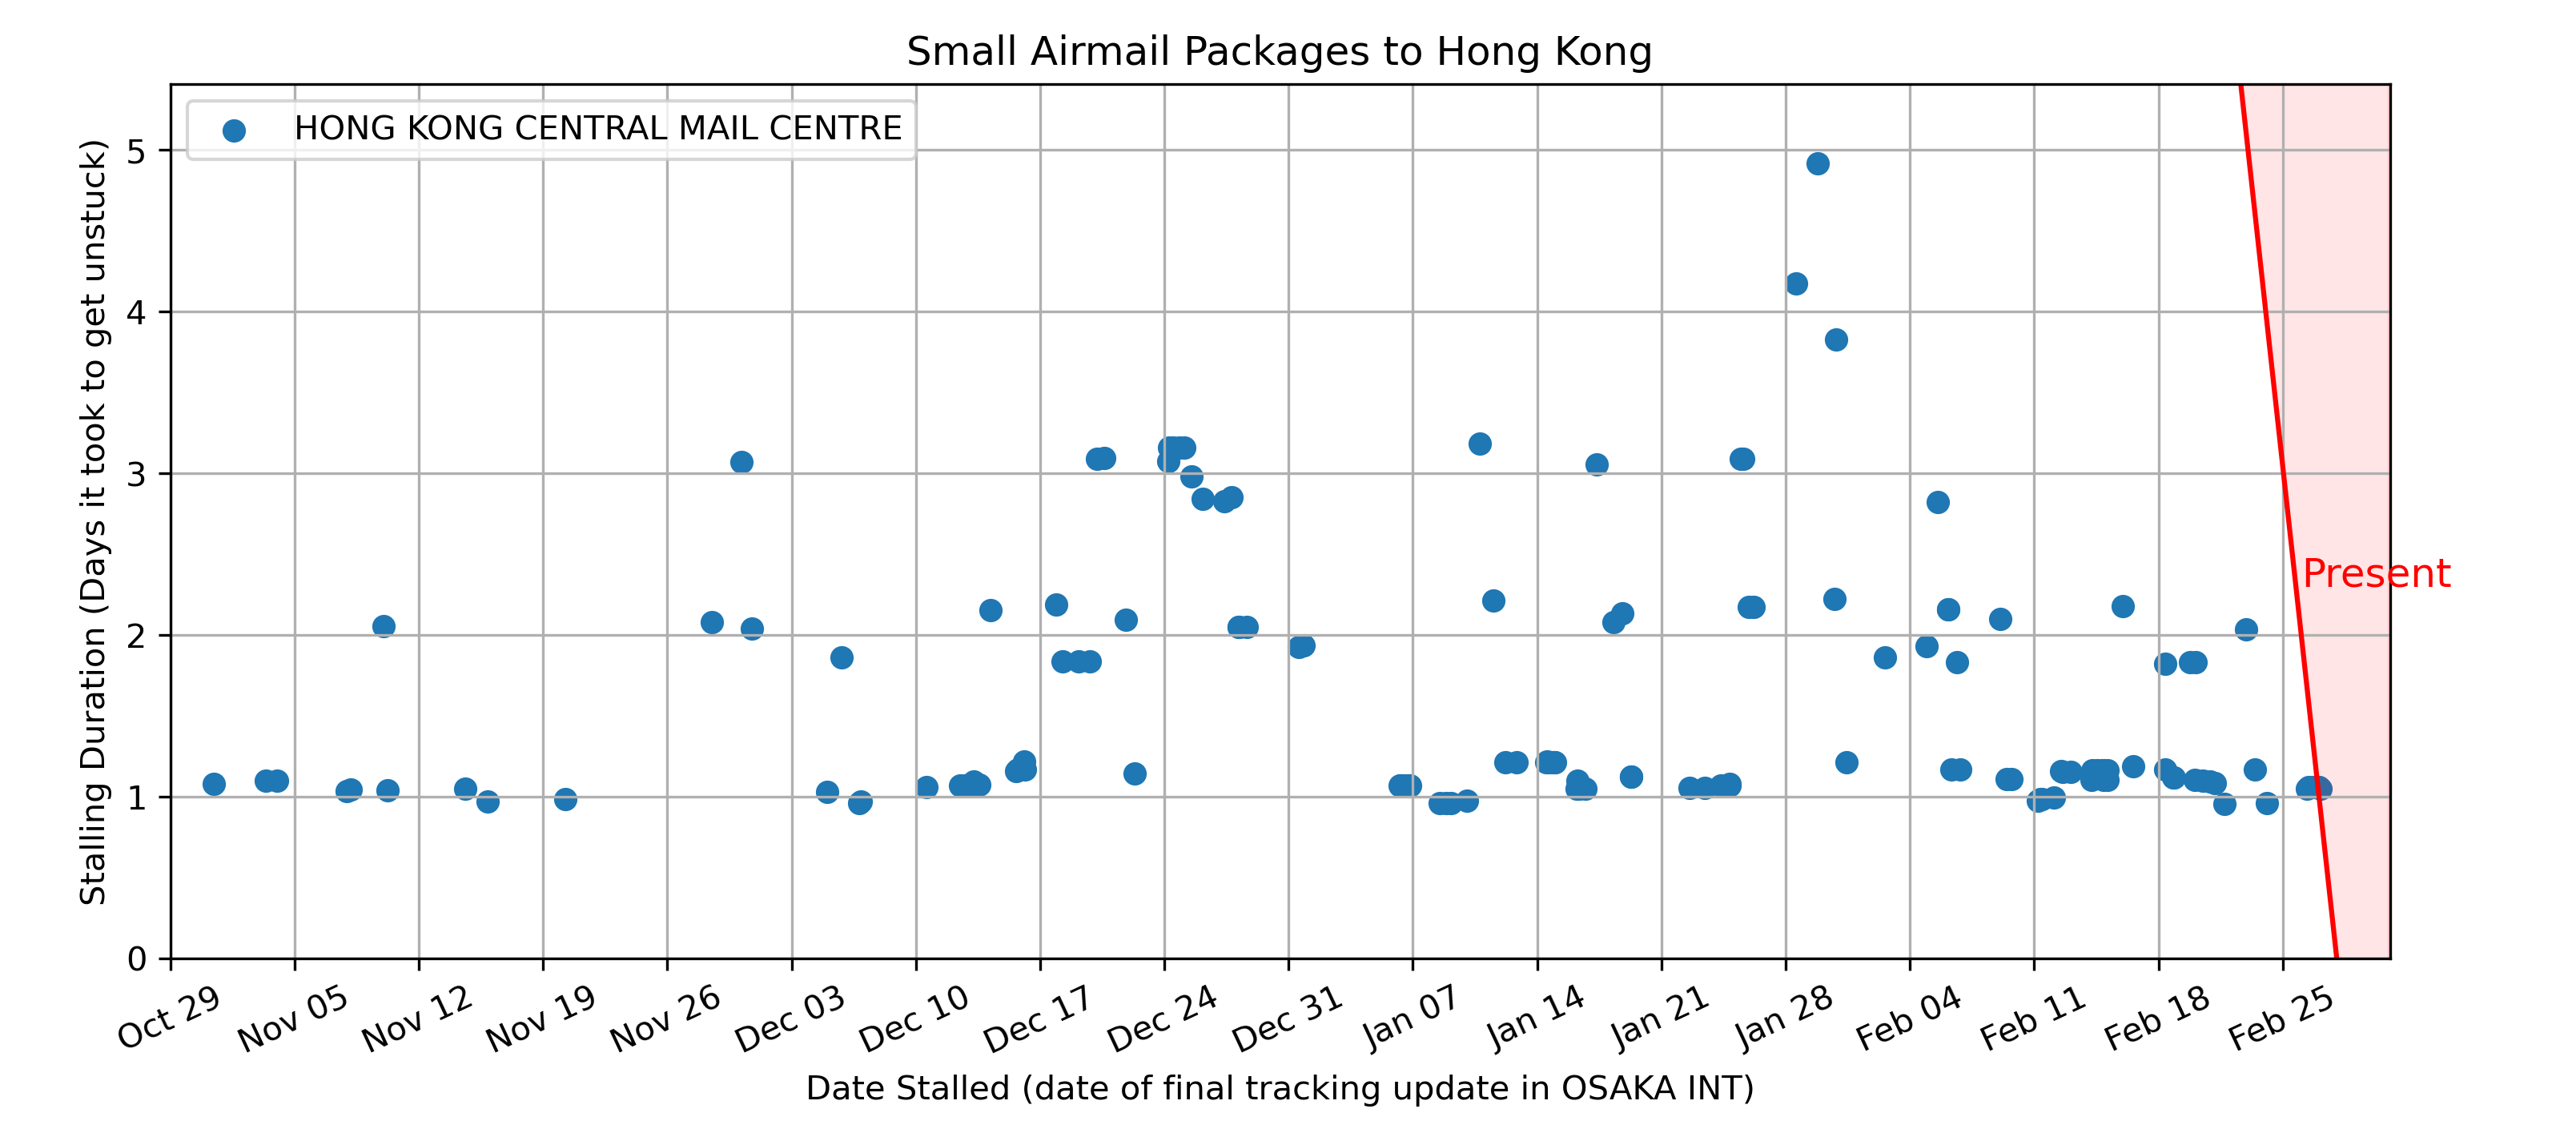 Small Airmail Packages to Hong Kong
HONG KONG CENTRAL MAIL CENTRE
Stalling Duration (Days it took to get unstuck)
5
4
3
2
1
0
Present
Oct 29
Nov 05
Nov 12
Nov 19
Nov 26
Dec 03
Dec 10
Dec 17
Dec 24
Dec 31
Jan 07
Jan 14
Jan 21
Jan 28
Feb 04
Feb 11
Feb 18
Feb 25
Date Stalled (date of final tracking update in OSAKA INT)